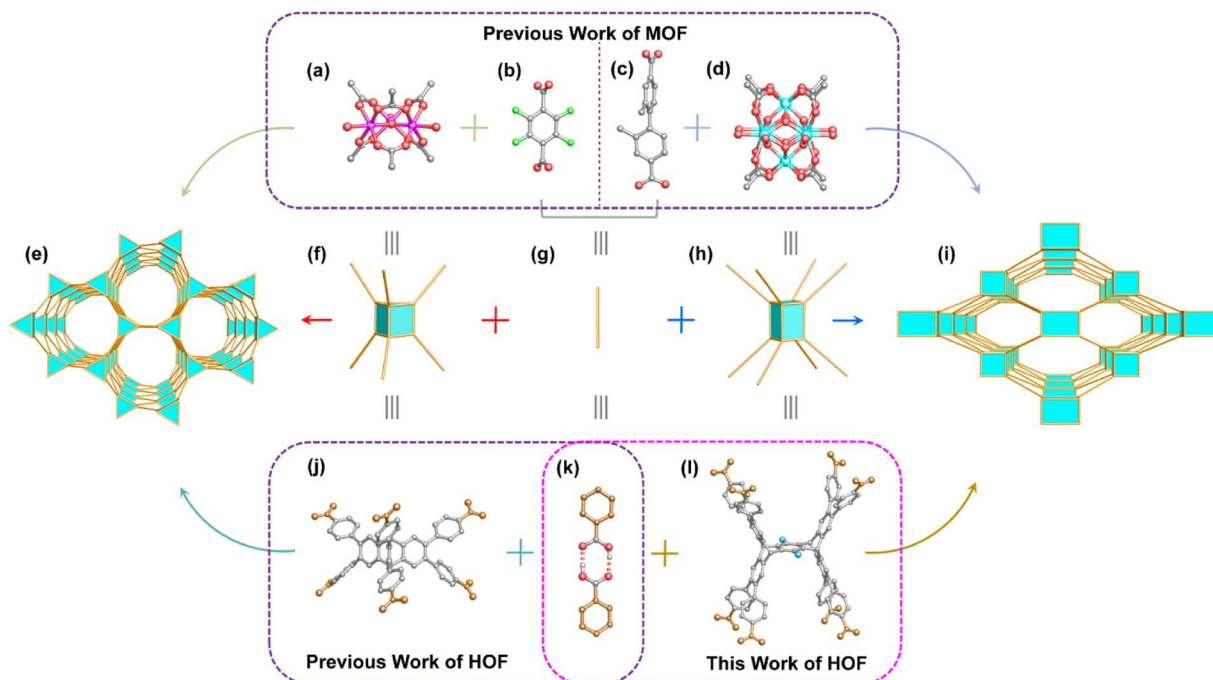 Previous Work of MOF
(a)
(b)
(c)
(d)
(e)
(f)
(g)
(h)
(i)
(j)
(k)
(l)
Previous Work of HOF
This Work of HOF